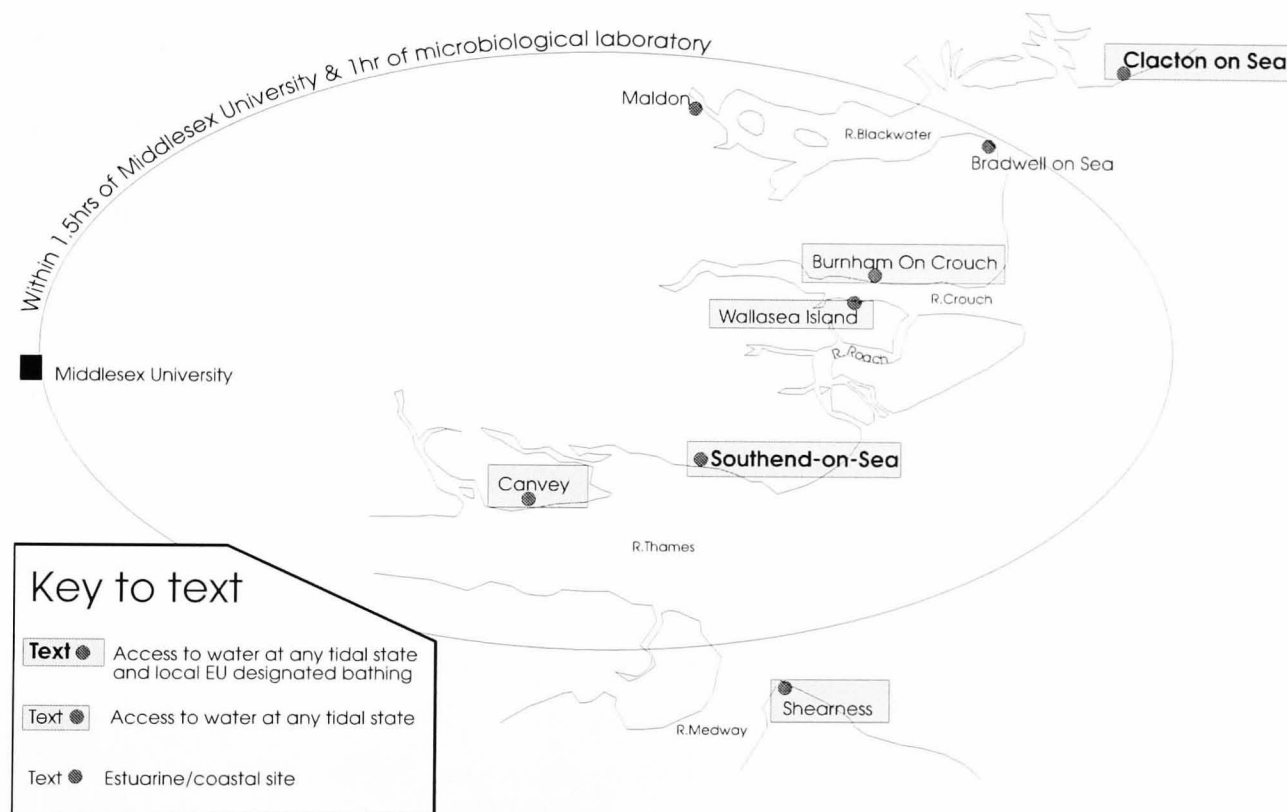 Within 1.5hrs of Middlesex University & 1hr of microbiological laboratory
Clacton on Sea
Maldon
R.Blackwater
Bradwell on Sea
Burnham On Crouch
R.Crouch
Wallasea Island
R.Roach
Middlesex University
Southend-on-Sea
Canvey
R.Thames
Key to text
Text Access to water at any tidal state
and local EU designated bathing
Text Access to water at any tidal state
Text Estuarine/coastal site
Shearness
R.Medway